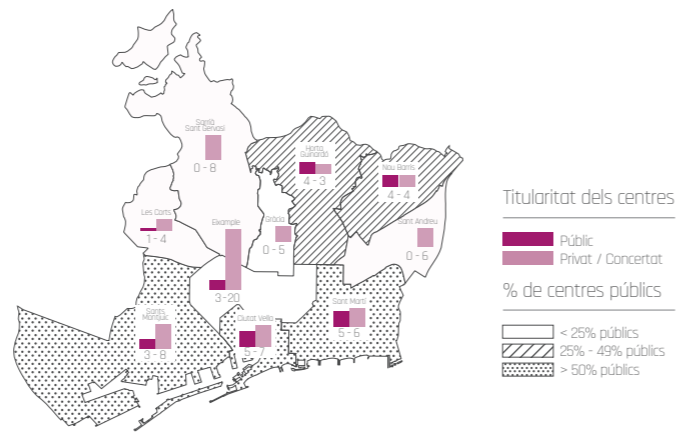 Sarrià
Sant Gervasi
0 - 8
Horta
Guinardó
4 - 3
Nou Barris
4 - 4
Les Corts
1 - 4
Eixample
3-20
Gràcia
0 - 5
Sant Andreu
0 - 6
Sants
Montjuïc
3 - 8
Ciutat Vella
5 - 7
Sant Martí
5 - 6
Titularitat dels centres
Públic
Privat / Concertat
% de centres públics
< 25% públics
25% - 49% públics
> 50% públics